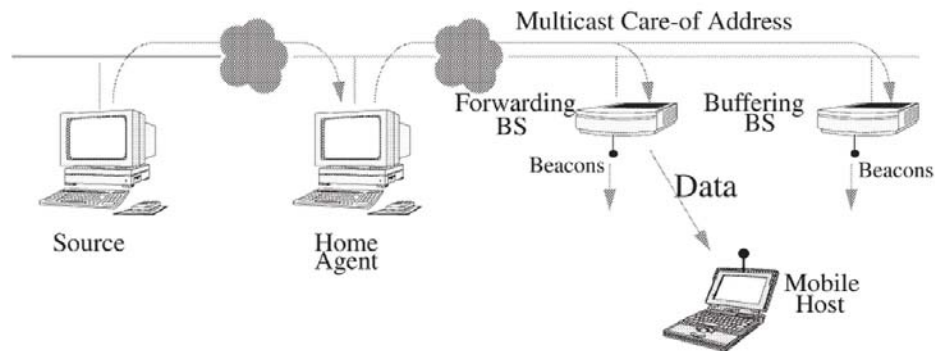 Multicast Care-of Address
Forwarding
BS
Buffering
BS
Beacons
Beacons
Data
Source
Home
Agent
Mobile
Host